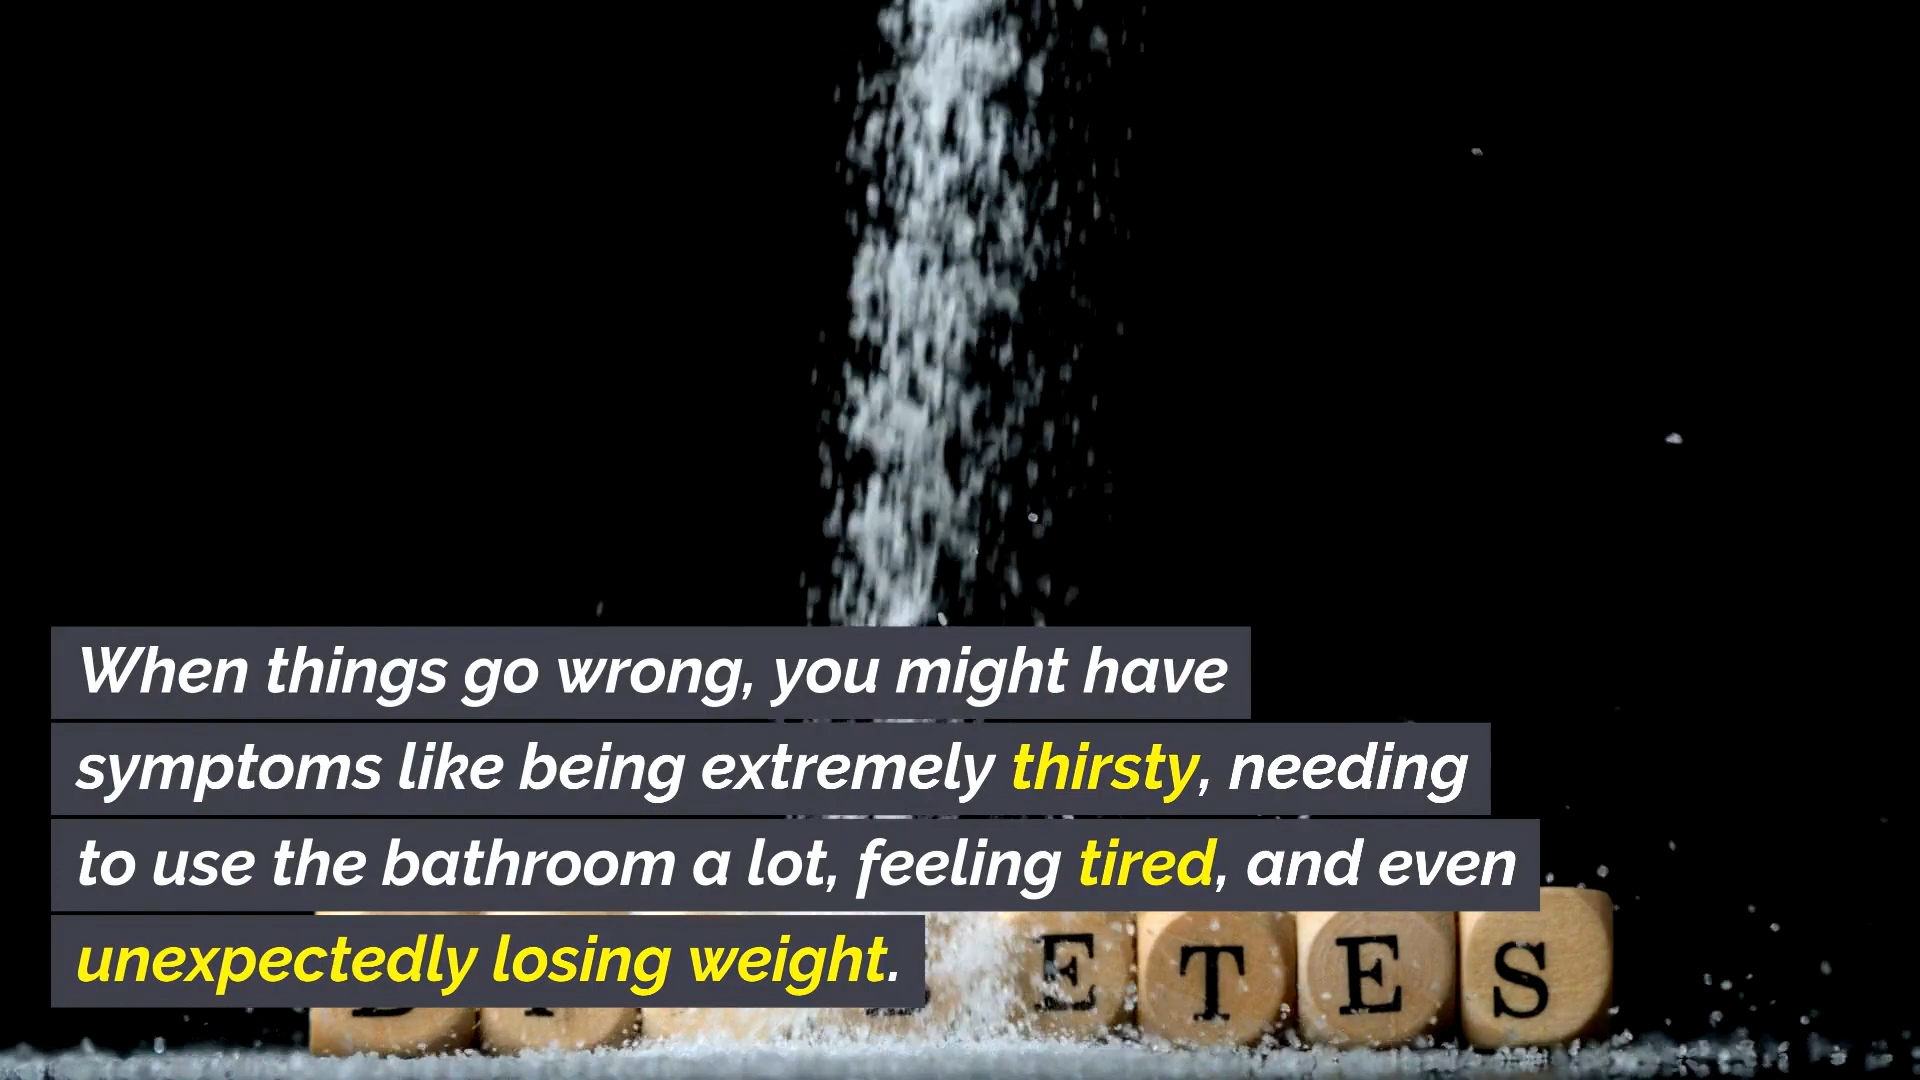 When things go wrong, you might have
symptoms like being extremely thirsty, needing
to use the bathroom a lot, feeling tired, and even
unexpectedly losing weight.
E T E S